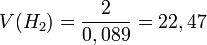 V(H₂) = 2/0,089 = 22,47